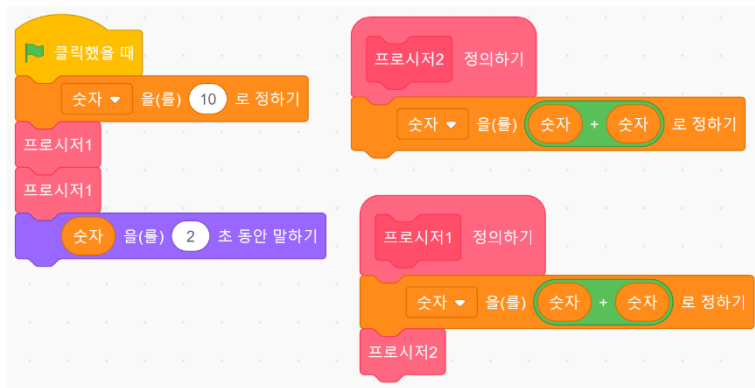 클릭했을 때
숫자 을(를) 10 로 정하기
프로시저1
프로시저1
숫자 을(를) 2 초 동안 말하기
프로시저2 정의하기
숫자 을(를) 숫자 + 숫자 로 정하기
프로시저1 정의하기
숫자 을(를) 숫자 + 숫자 로 정하기
프로시저2